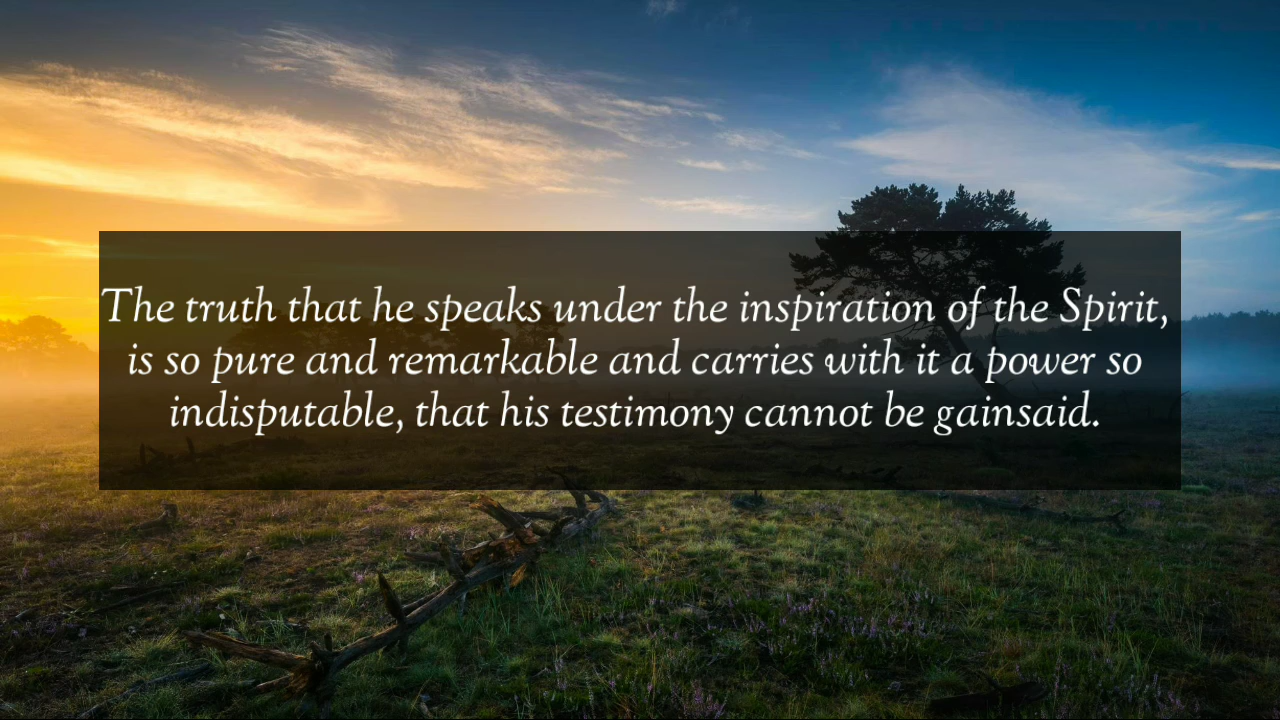 The truth that he speaks under the inspiration of the Spirit,
is so pure and remarkable and carries with it a power so
indisputable, that his testimony cannot be gainsaid.